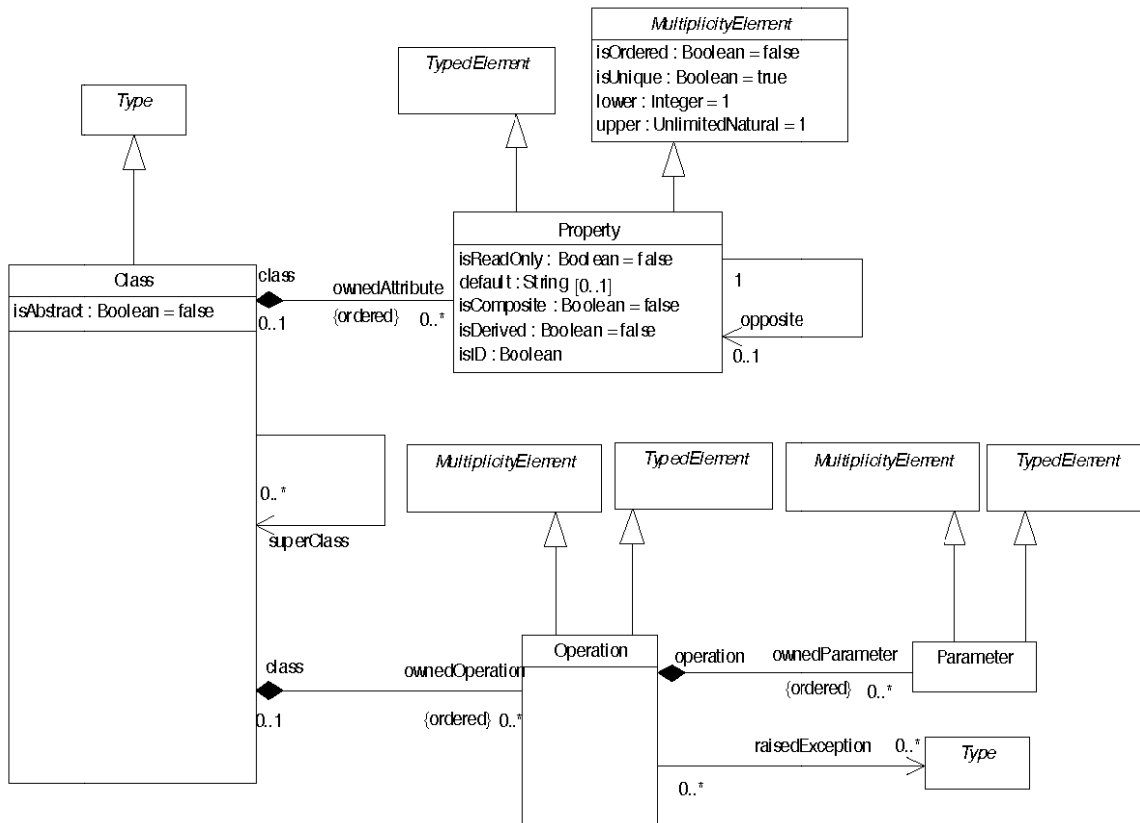 MultiplicityElement
isOrdered : Boolean = false
isUnique : Boolean = true
lower : Integer = 1
upper : UnlimitedNatural = 1
TypedElement
Type
Property
isReadOnly : Boolean = false
default : String [0..1]
isComposite : Boolean = false
isDerived : Boolean = false
isID : Boolean
1
opposite
0..1
Class
isAbstract : Boolean = false
class
0..1
ownedAttribute
{ordered} 0..*
0..*
superClass
MultiplicityElement
TypedElement
MultiplicityElement
TypedElement
class
0..1
ownedOperation
{ordered} 0..*
Operation
operation
ownedParameter
{ordered} 0..*
Parameter
raisedException 0..*
0..*
Type